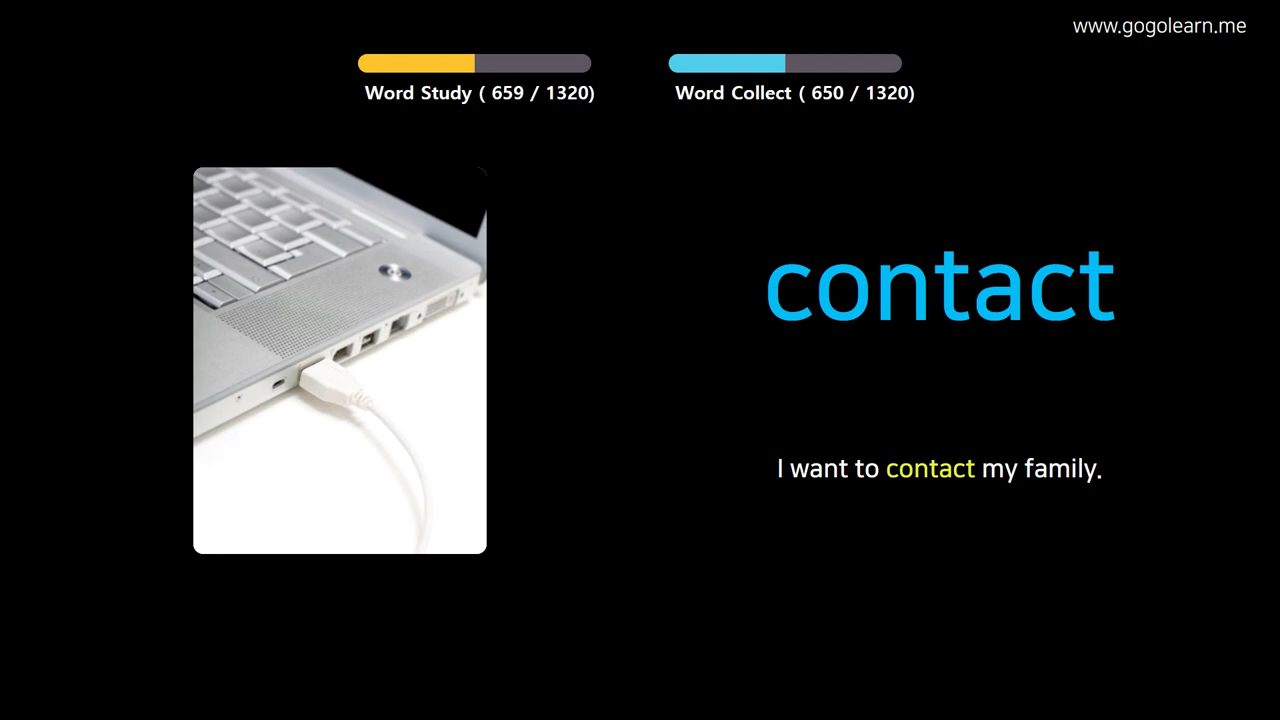 www.gogolearn.me
Word Study ( 659 / 1320)
Word Collect ( 650 / 1320)
contact
I want to contact my family.